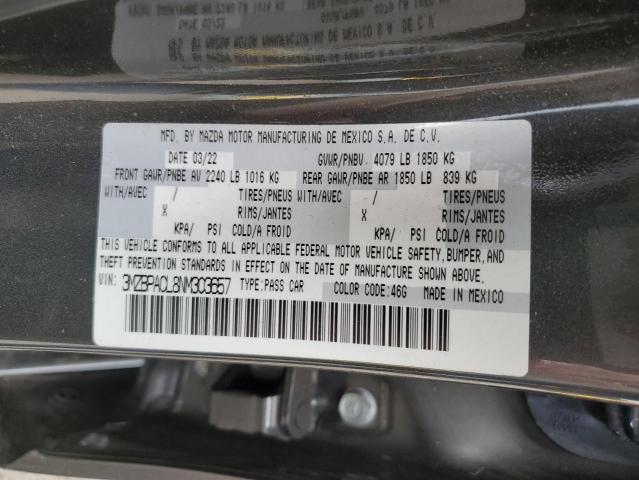 MFD. BY MAZDA MOTOR MANUFACTURING DE MEXICO S.A. DE C.V.
DATE 03/22 GVWR/PNBV. 4079 LB 1850 KG
FRONT GAWR/PNBE AV 2240 LB 1016 KG REAR GAWR/PNBE AR 1850 LB 839 KG
WITH/AVEC / TIRES/PNEUS WITH/AVEC / TIRES/PNEUS
X RIMS/JANTES X RIMS/JANTES
KPA/ PSI COLD/A FROID KPA/ PSI COLD/A FROID
THIS VEHICLE CONFORMS TO ALL APPLICABLE FEDERAL MOTOR VEHICLE SAFETY, BUMPER, AND
THEFT PREVENTION STANDARDS IN EFFECT ON THE DATE OF MANUFACTURE SHOWN ABOVE.
VIN: 3MZBPACL8NM303657 TYPE:PASS CAR COLOR CODE:46G MADE IN MEXICO